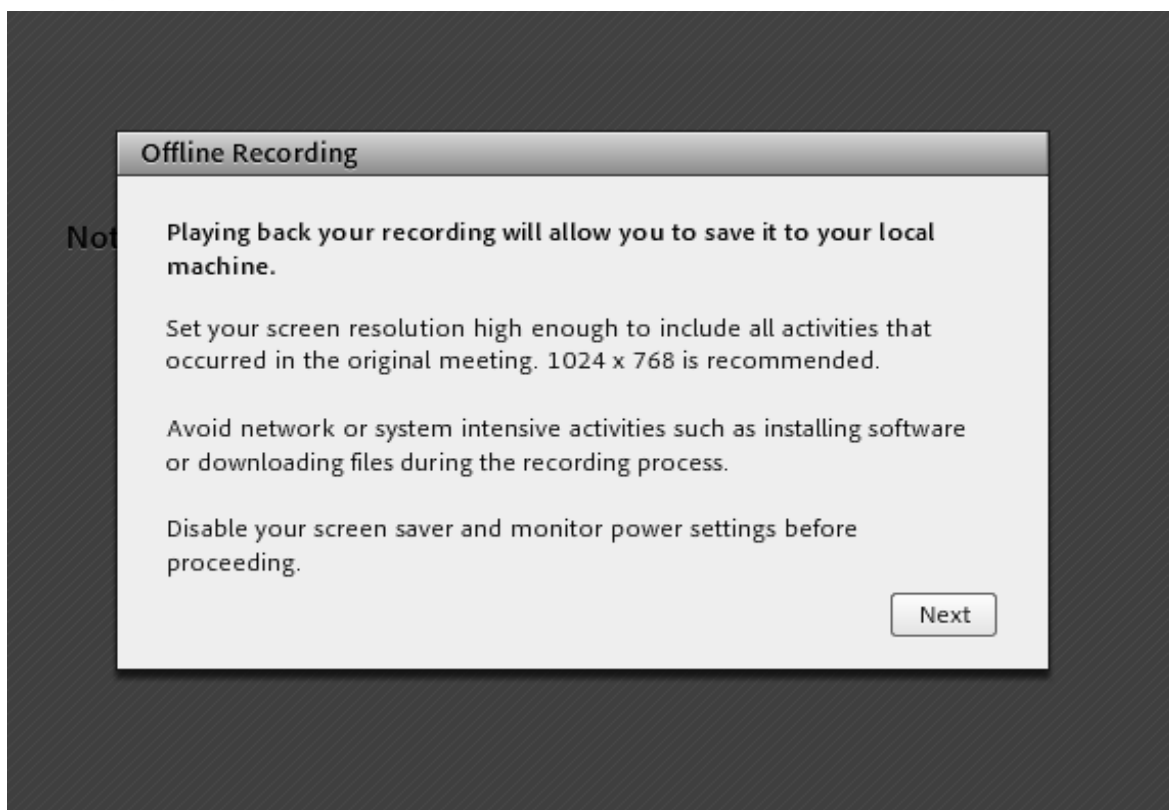 Offline Recording
Not
Playing back your recording will allow you to save it to your local
machine.
Set your screen resolution high enough to include all activities that
occurred in the original meeting. 1024 x 768 is recommended.
Avoid network or system intensive activities such as installing software
or downloading files during the recording process.
Disable your screen saver and monitor power settings before
proceeding.
Next